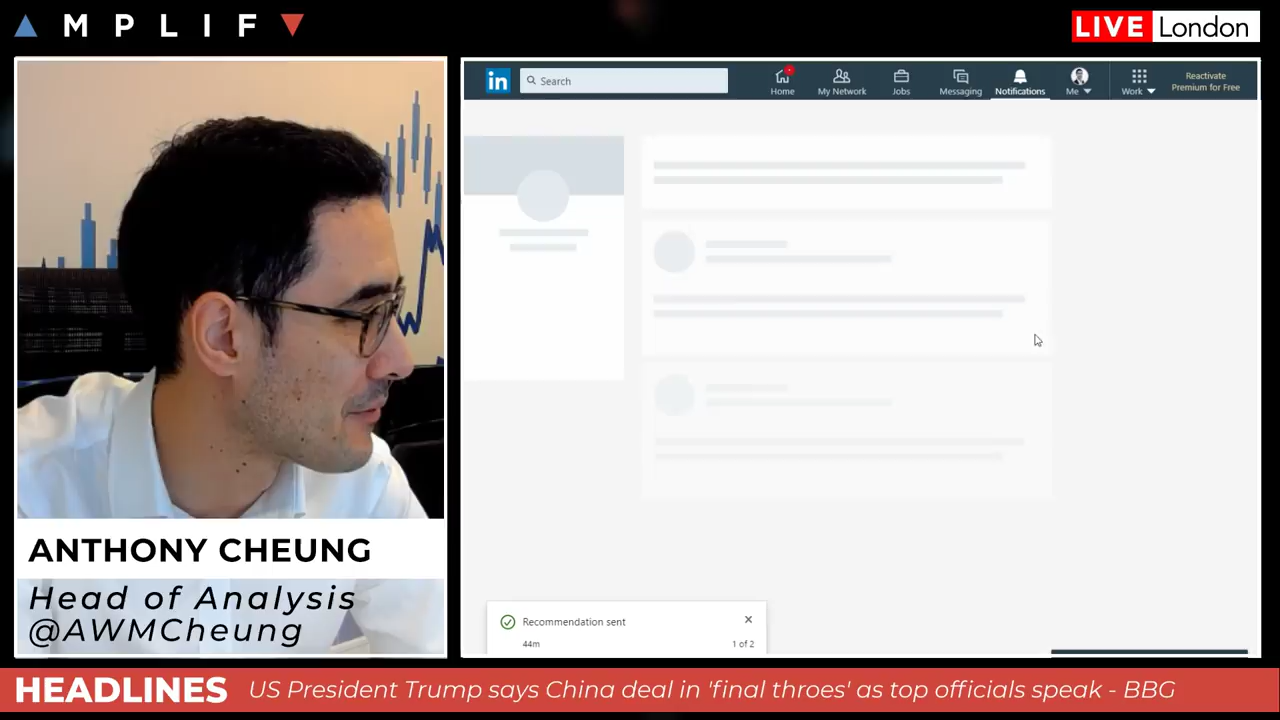 AMPLIFY
LIVE London
in
Search
Home
My Network
Jobs
Messaging
Notifications
Me
Work
Reactivate
Premium for Free
Recommendation sent
44m
1 of 2
ANTHONY CHEUNG
Head of Analysis
@AWMCheung
HEADLINES US President Trump says China deal in 'final throes' as top officials speak - BBG